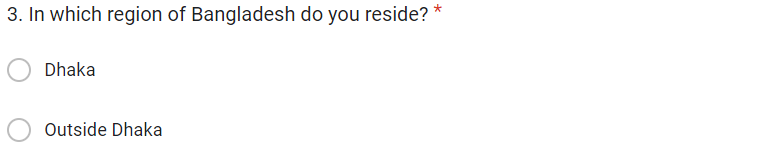 3. In which region of Bangladesh do you reside? *
Dhaka
Outside Dhaka